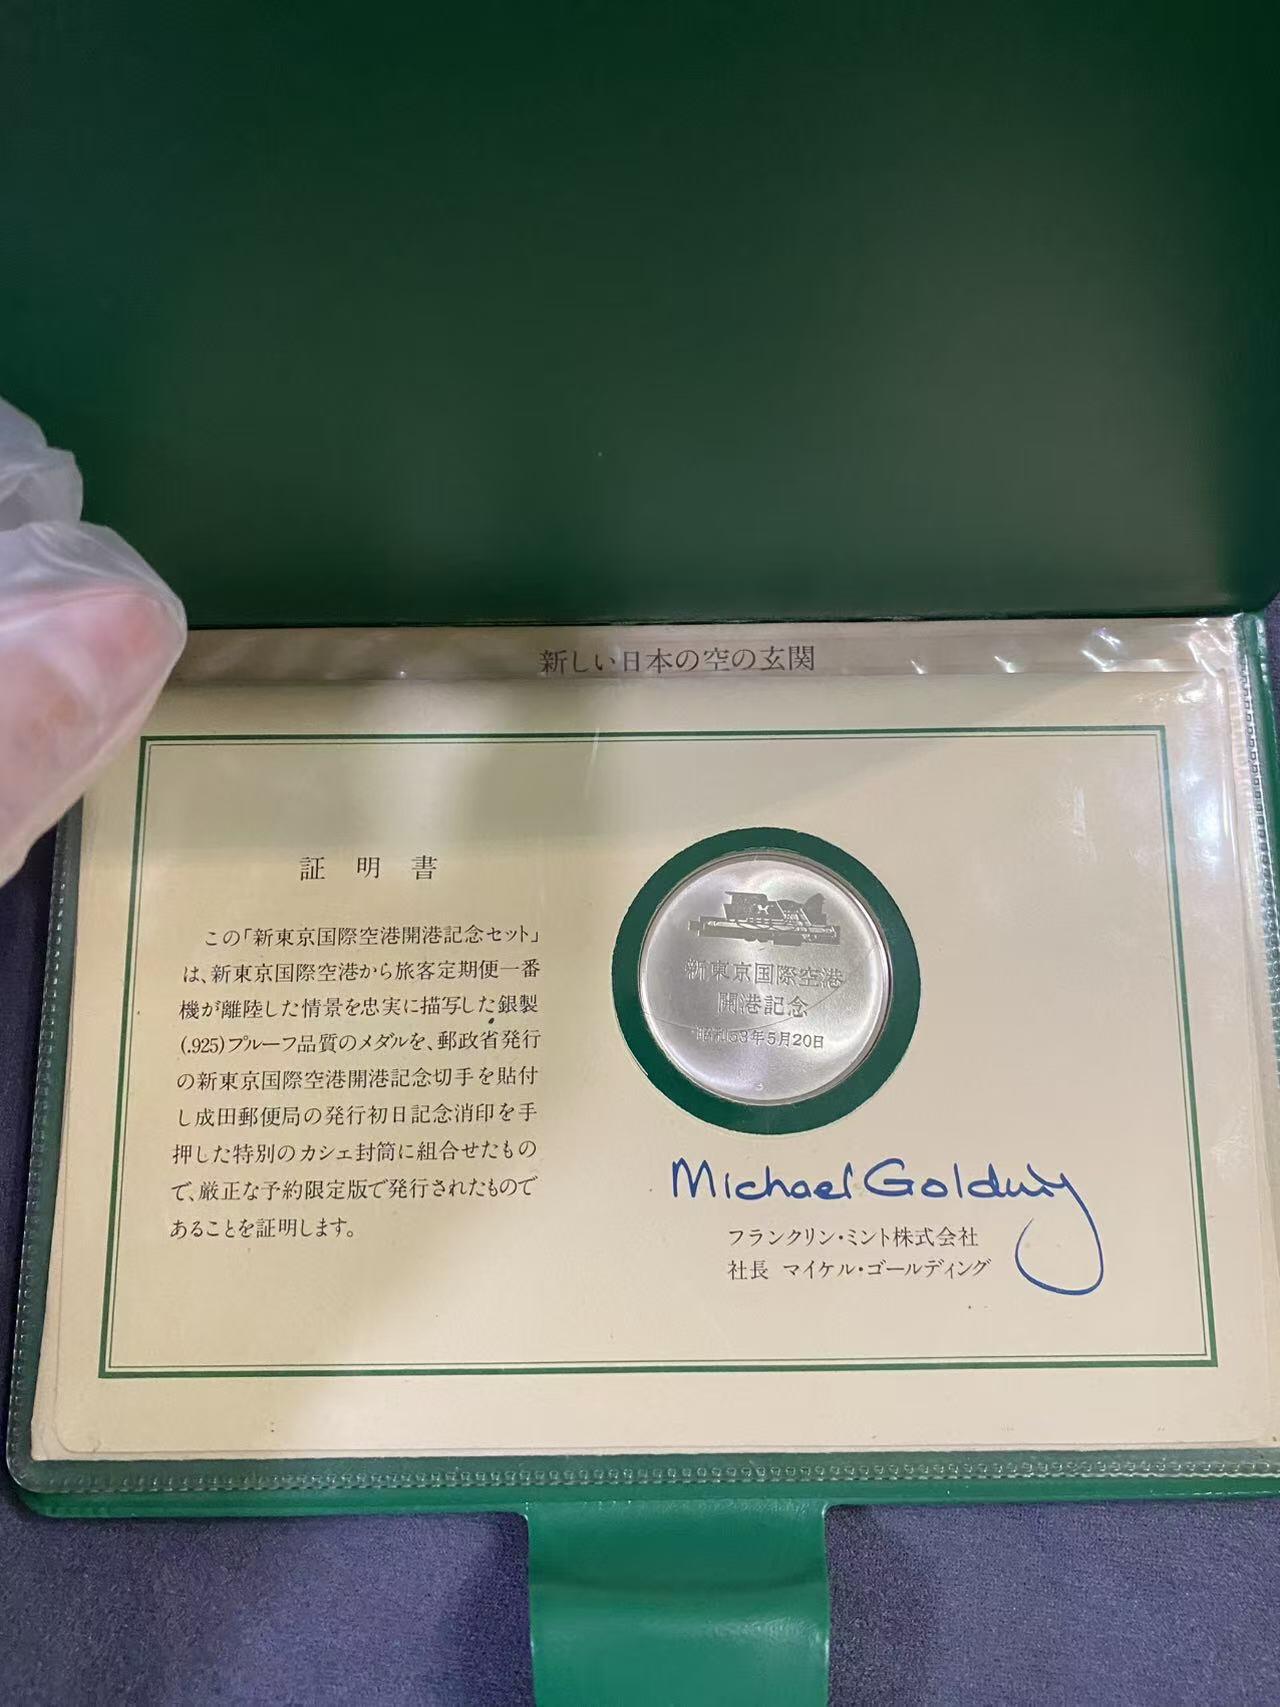 新しい日本の空の玄関
証明書
この「新東京国際空港開港記念セット」
は、新東京国際空港から旅客定期便一番
機が離陸した情景を忠実に描写した銀製
(.925)プルーフ品質のメダルを、郵政省発行
の新東京国際空港開港記念切手を貼付
し成田郵便局の発行初日記念消印を手
押した特別のカシェ封筒に組合せたもの
で、厳正な予約限定版で発行されたもので
あることを証明します。
新東京国際空港
開港記念
昭和53年5月20日
Michael Golding
フランクリン・ミント株式会社
社長 マイケル・ゴールディング